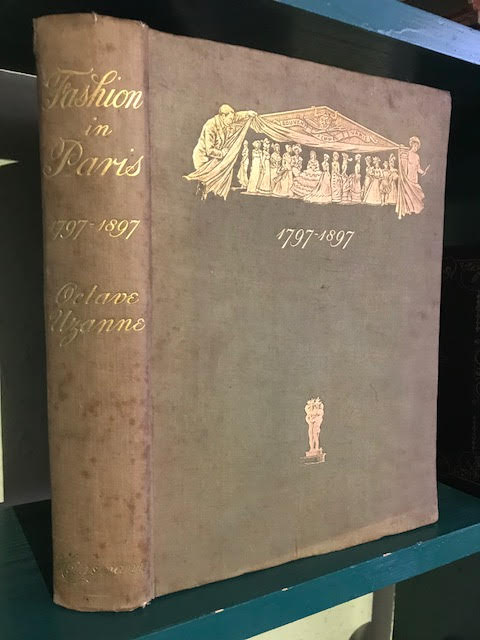 Fashion
in
Paris
1797-1897
Octave
Uzanne
1797-1897